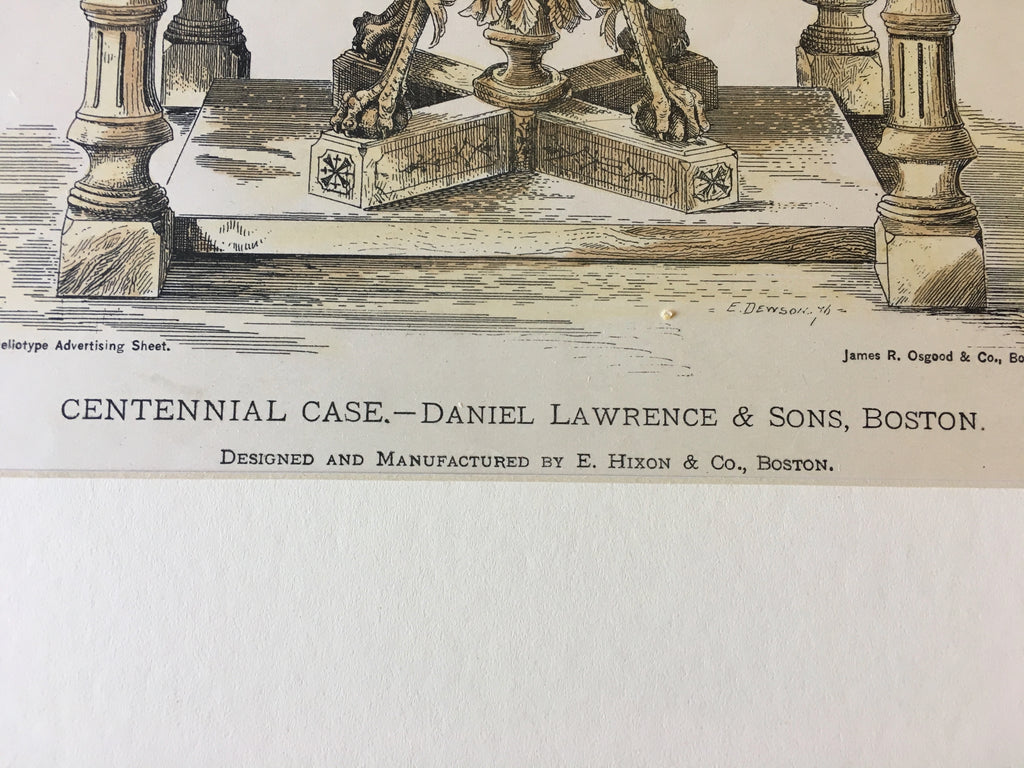 E. DEWSON.
eliotype Advertising Sheet.
James R. Osgood & Co., Bo
CENTENNIAL CASE.—DANIEL LAWRENCE & SONS, BOSTON.
DESIGNED AND MANUFACTURED BY E. HIXON & CO., BOSTON.